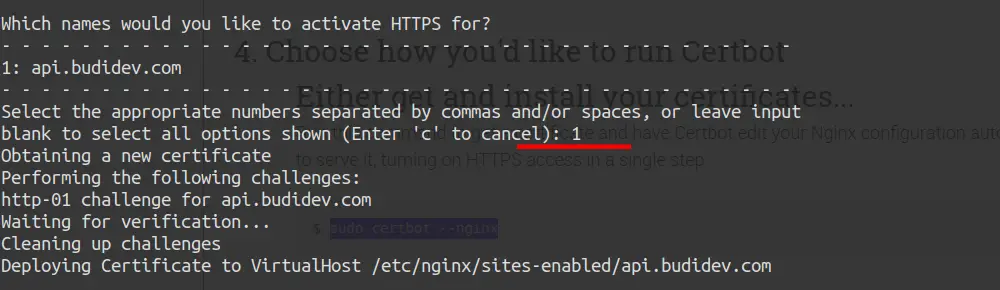 Which names would you like to activate HTTPS for?
- - - - - - - - - - - - - - - - - - - - - - - - - - - - - - - - - - - - - - - -
4. Choose how you'd like to run Certbot
1: api.budidev.com
- - - - - - - - - - - - - - - - - - - - - - - - - - - - - - - - - - - - - - - -
Either get and install your certificates...
Select the appropriate numbers separated by commas and/or spaces, or leave input
blank to select all options shown (Enter 'c' to cancel): 1
and have Certbot edit your Nginx configuration
Obtaining a new certificate
to serve it, turning on HTTPS access in a single step
Performing the following challenges:
http-01 challenge for api.budidev.com
Waiting for verification...
$ sudo certbot --nginx
Cleaning up challenges
Deploying Certificate to VirtualHost /etc/nginx/sites-enabled/api.budidev.com